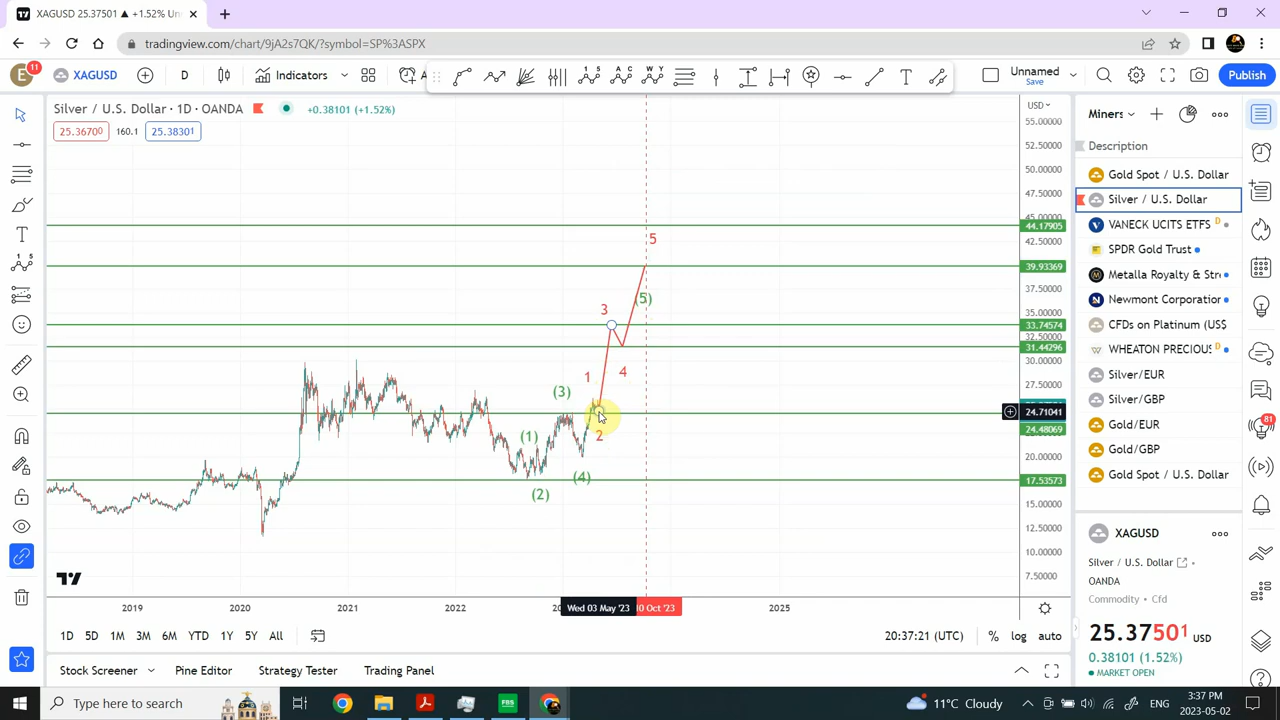 XAGUSD 25.37501 ▲ +1.52% Un
tradingview.com/chart/9jA2s7QK/?symbol=SP%3ASPX
E
11
XAGUSD
D
Indicators
Unnamed
Save
Publish
Silver / U.S. Dollar · 1D · OANDA
+0.38101 (+1.52%)
25.36700
160.1
25.38301
USD
55.00000
52.50000
50.00000
47.50000
45.00000
44.17905
42.50000
39.93369
37.50000
35.00000
33.74574
32.50000
31.44296
30.00000
27.50000
24.71041
24.48069
20.00000
17.53573
15.00000
12.50000
10.00000
7.50000
5
(5)
3
4
1
(3)
2
(1)
(4)
(2)
2019
2020
2021
2022
Wed 03 May '23
10 Oct '23
2025
1D
5D
1M
3M
6M
YTD
1Y
5Y
All
20:37:21 (UTC)
%
log
auto
Stock Screener
Pine Editor
Strategy Tester
Trading Panel
Miners
Description
Gold Spot / U.S. Dollar
Silver / U.S. Dollar
VANECK UCITS ETFS D
SPDR Gold Trust
Metalla Royalty & Stre
Newmont Corporation
CFDs on Platinum (US$
WHEATON PRECIOUS D
Silver/EUR
Silver/GBP
Gold/EUR
Gold/GBP
Gold Spot / U.S. Dollar
81
XAGUSD
Silver / U.S. Dollar
OANDA
Commodity • Cfd
25.37501 USD
0.38101 (1.52%)
MARKET OPEN
Type here to search
FBS
11°C Cloudy
3:37 PM
2023-05-02